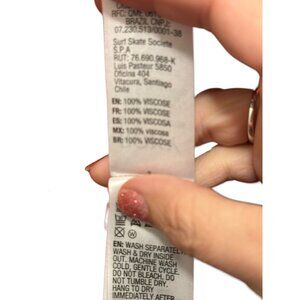 BRAZIL CNPJ:
07.230.513/0001-38
Surf Skate Societe
S.P.A
RUT: 76.690.968-K
Luis Pasteur 5850
Oficina 404
Vitacura, Santiago
Chile
EN: 100% VISCOSE
FR: 100% VISCOSE
ES: 100% VISCOSA
MX: 100% viscosa
BR: 100% VISCOSE
EN: WASH SEPARATELY,
WASH & DRY INSIDE
OUT. MACHINE WASH
COLD, GENTLE CYCLE.
DO NOT BLEACH. DO
NOT TUMBLE DRY.
HANG TO DRY
IMMEDIATELY AFTER